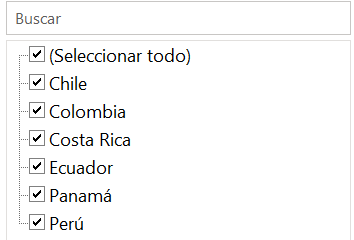 Buscar
(Seleccionar todo)
Chile
Colombia
Costa Rica
Ecuador
Panamá
Perú